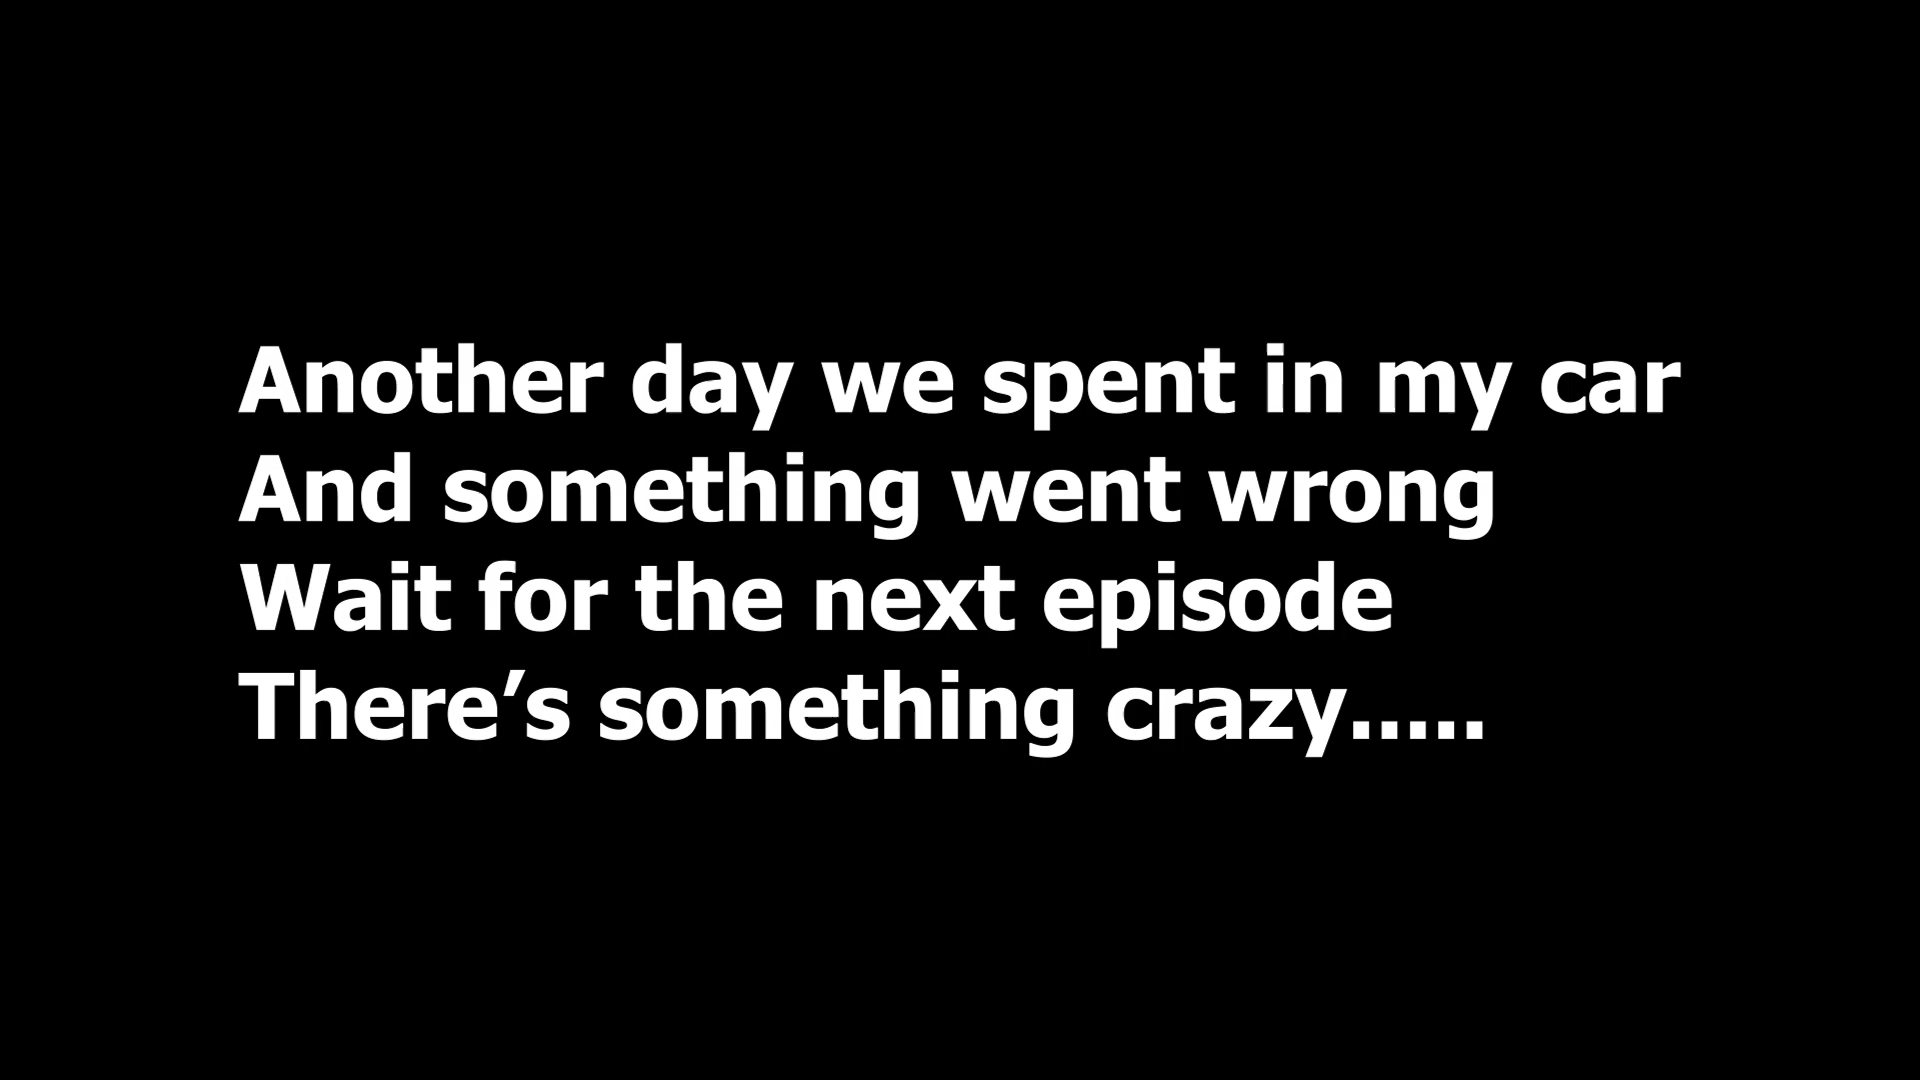 Another day we spent in my car
And something went wrong
Wait for the next episode
There’s something crazy.....